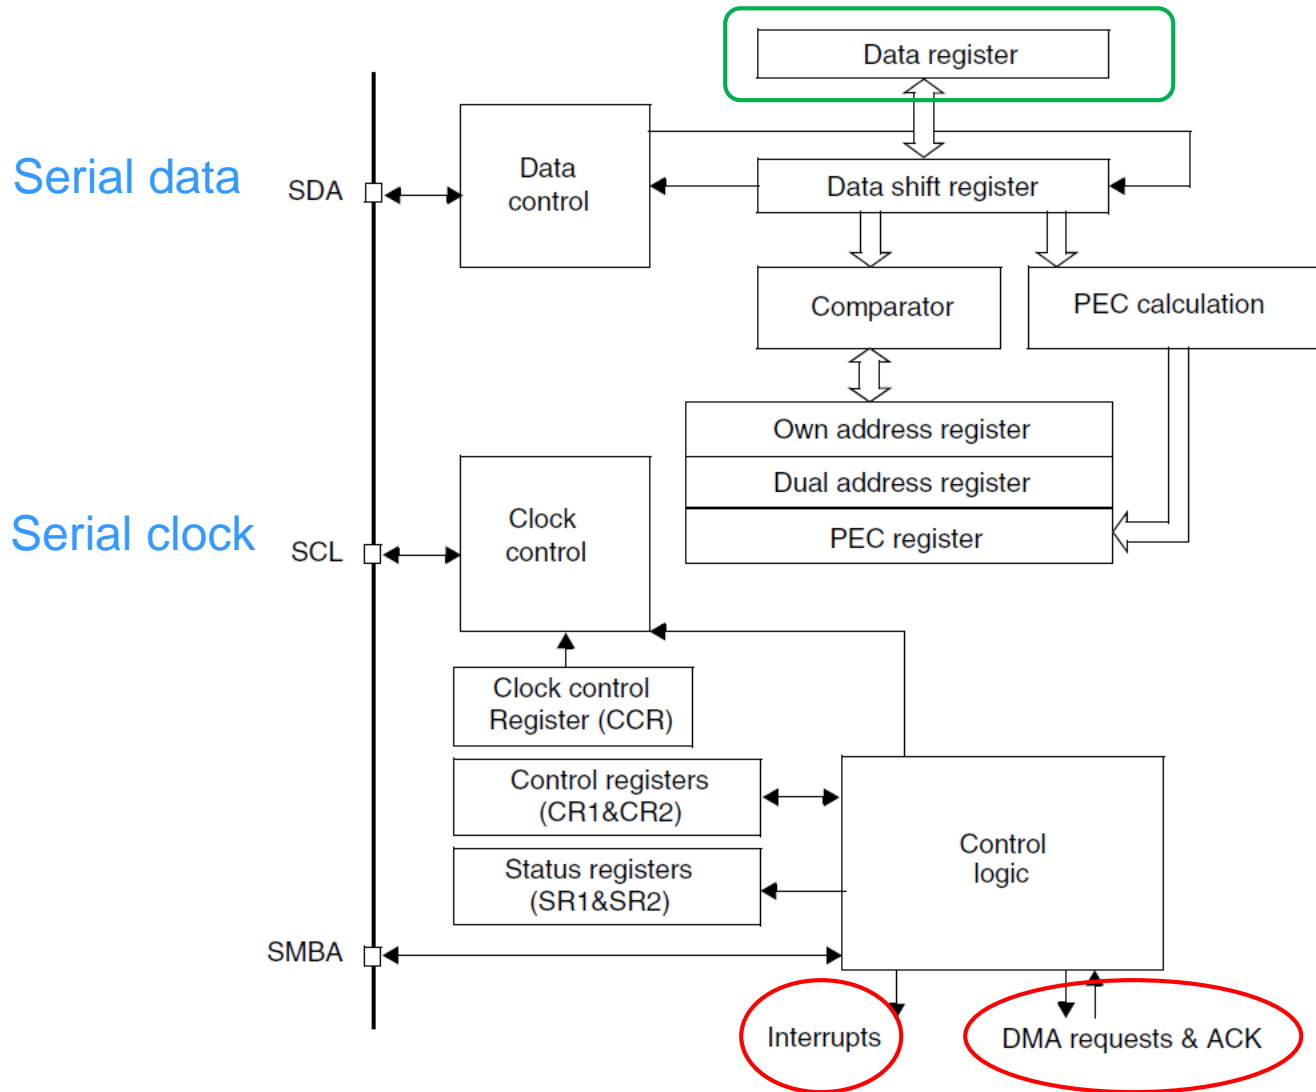 Data register
Serial data
SDA
Data
control
Data shift register
Comparator
PEC calculation
Own address register
Dual address register
PEC register
Serial clock
SCL
Clock
control
Clock control
Register (CCR)
Control registers
(CR1&CR2)
Status registers
(SR1&SR2)
Control
logic
SMBA
Interrupts
DMA requests & ACK